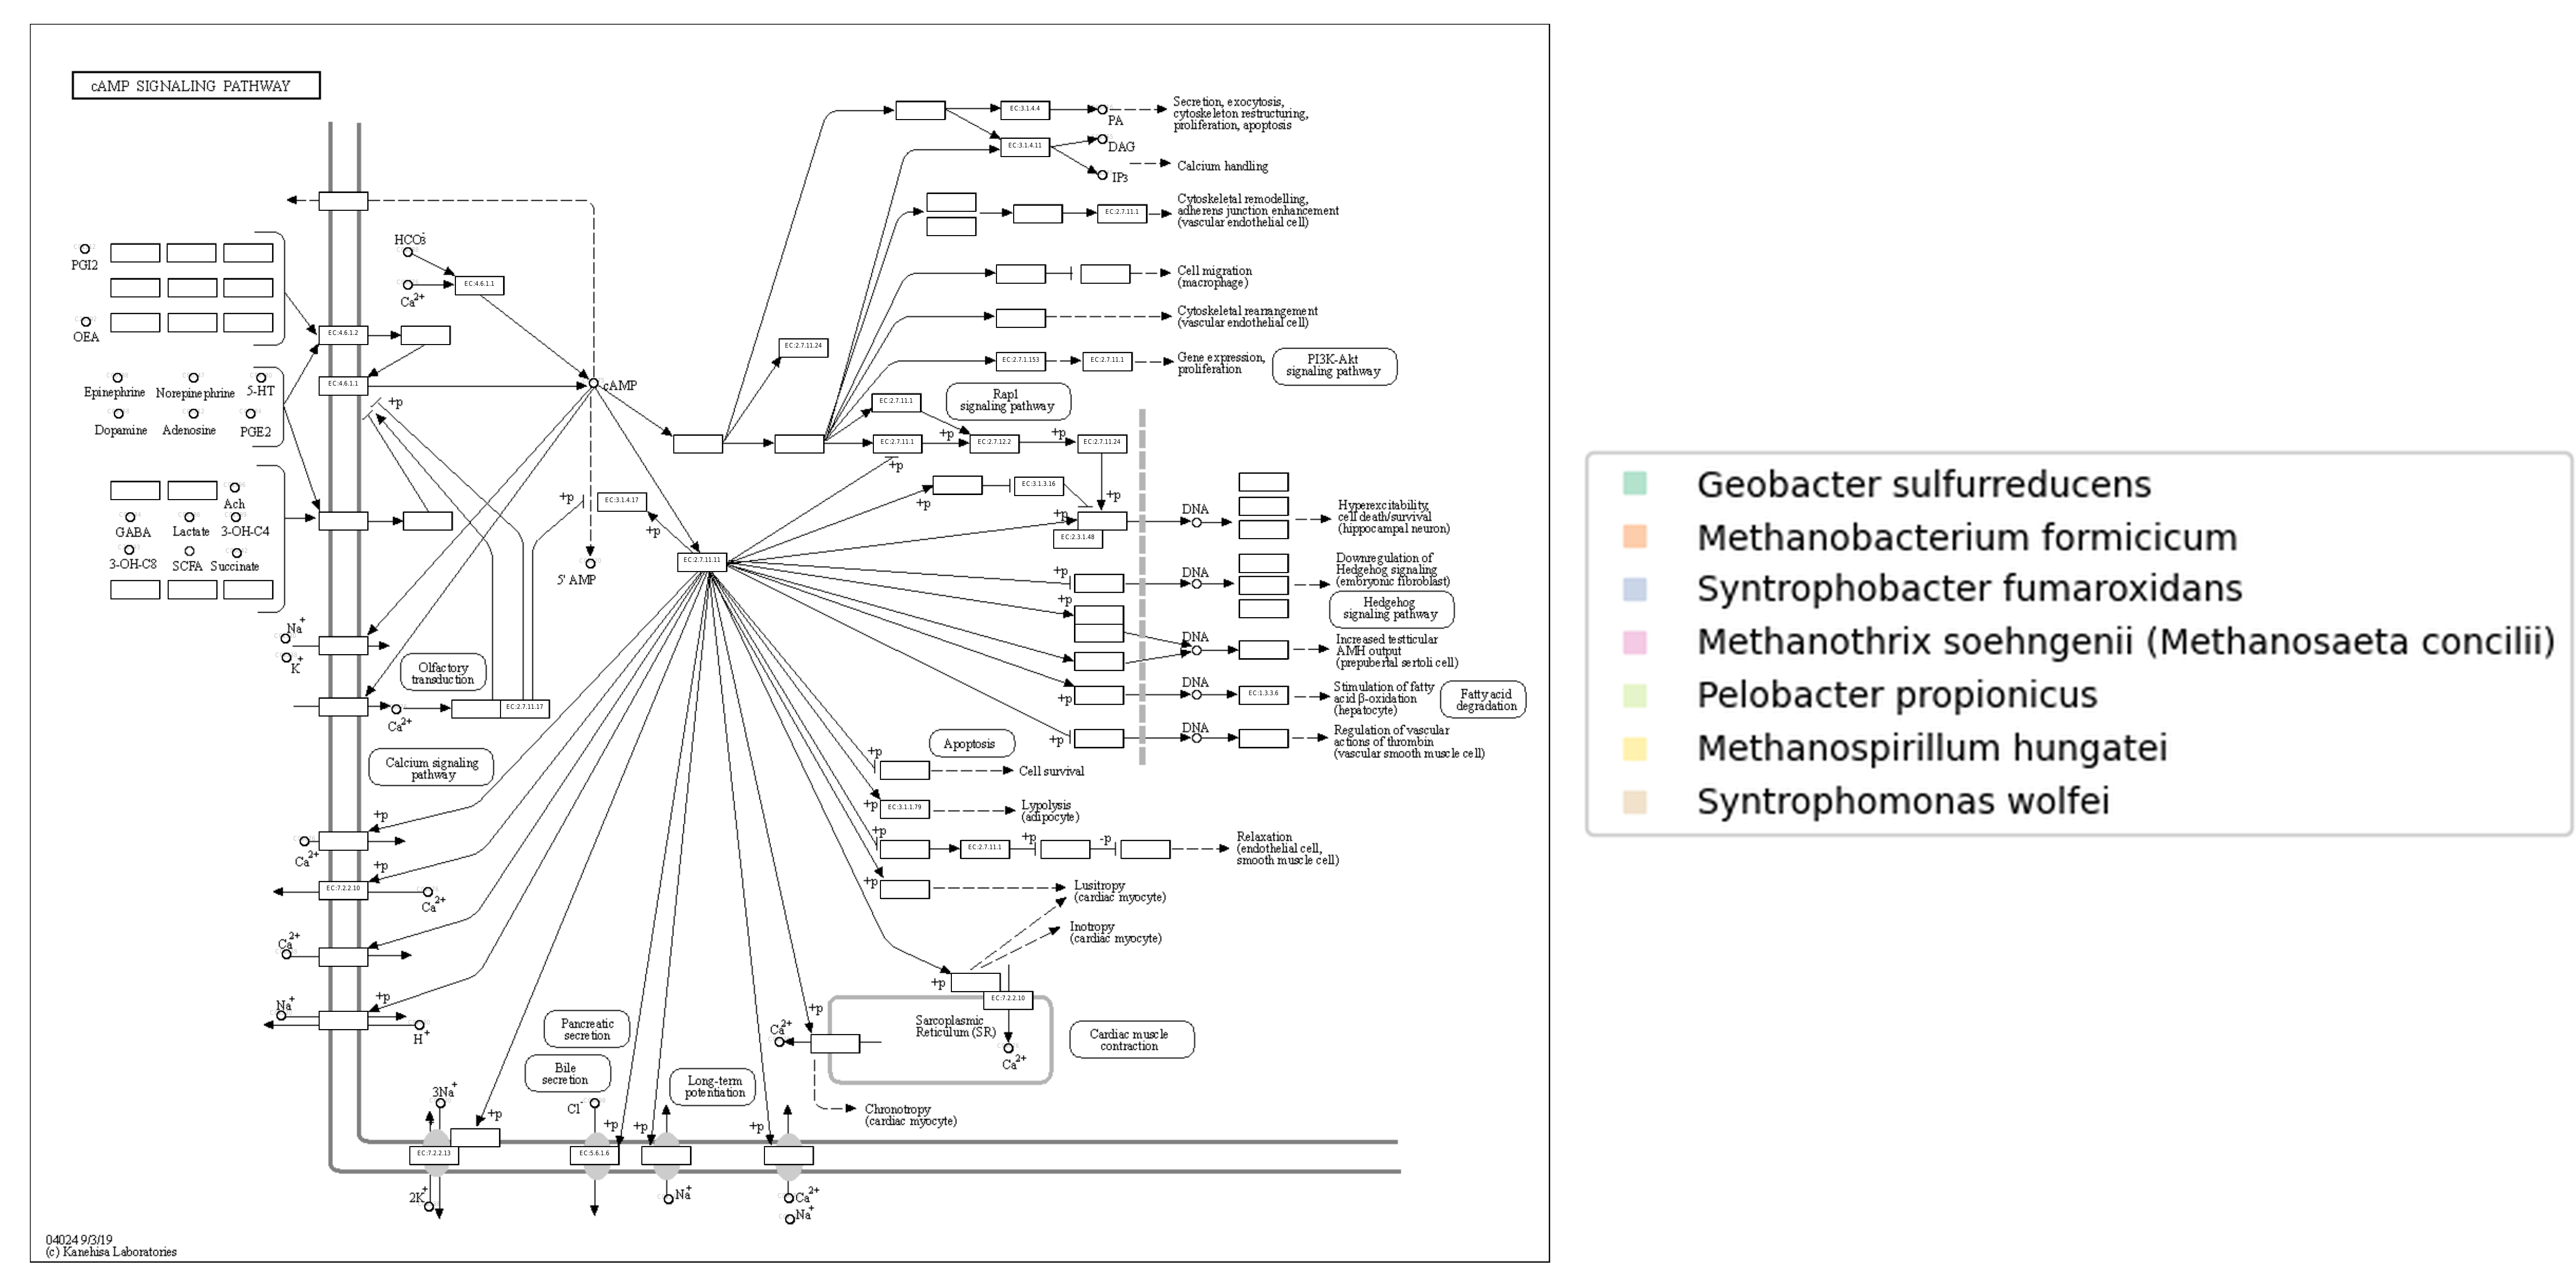 cAMP SIGNALING PATHWAY
EC:3.1.4.4
PA
Secretion, exocytosis,
cytoskeleton restructuring,
proliferation, apoptosis
EC:3.1.4.11
DAG
IP3
Calcium handling
Cytoskeletal remodelling,
adherens junction enhancement
(vascular endothelial cell)
EC:2.7.11.1
HCO3-
Ca2+
EC:4.6.1.1
PGI2
OEA
Cell migration
(macrophage)
Cytoskeletal rearrangement
(vascular endothelial cell)
EC:4.6.1.2
EC:2.7.11.24
EC:2.7.1.153
EC:2.7.11.1
Gene expression,
proliferation
PI3K-Akt
signaling pathway
EC:4.6.1.1
cAMP
Epinephrine
Norepinephrine
5-HT
Dopamine
Adenosine
PGE2
+p
Rap1
signaling pathway
EC:2.7.11.1
EC:2.7.11.1
+p
EC:2.7.12.2
+p
EC:2.7.11.24
+p
Ach
GABA
Lactate
3-OH-C4
3-OH-C8
SCFA
Succinate
+p
EC:3.1.4.17
+p
5' AMP
EC:2.7.11.11
+p
EC:3.1.3.16
+p
+p
EC:2.3.1.48
DNA
Hyperexcitability,
cell death/survival
(hippocampal neuron)
+p
DNA
Downregulation of
Hedgehog signaling
(embryonic fibroblast)
Hedgehog
signaling pathway
+p
DNA
Increased testticular
AMH output
(prepubertal sertoli cell)
+p
DNA
EC:1.3.3.6
Stimulation of fatty
acid β-oxidation
(hepatocyte)
Fatty acid
degradation
+p
DNA
Regulation of vascular
actions of thrombin
(vascular smooth muscle cell)
Na+
K+
Olfactory
transduction
Ca2+
EC:2.7.11.17
Calcium signaling
pathway
+p
Apoptosis
Cell survival
+p
EC:3.1.1.79
Lypolysis
(adipocyte)
+p
EC:2.7.11.1
+p
-p
Relaxation
(endothelial cell,
smooth muscle cell)
+p
Lusitropy
(cardiac myocyte)
Inotropy
(cardiac myocyte)
+p
Ca2+
+p
EC:7.2.2.10
Ca2+
Ca2+
+p
Na+
H+
+p
EC:7.2.2.10
Sarcoplasmic
Reticulum (SR)
Ca2+
+p
Ca2+
Cardiac muscle
contraction
Pancreatic
secretion
Bile
secretion
Long-term
potentiation
Chronotropy
(cardiac myocyte)
3Na+
+p
Cl-
+p
+p
+p
EC:7.2.2.13
EC:5.6.1.6
2K+
Na+
Ca2+
Na+
04024 9/3/19
(c) Kanehisa Laboratories
Geobacter sulfurreducens
Methanobacterium formicicum
Syntrophobacter fumaroxidans
Methanothrix soehngenii (Methanosaeta concilii)
Pelobacter propionicus
Methanospirillum hungatei
Syntrophomonas wolfei